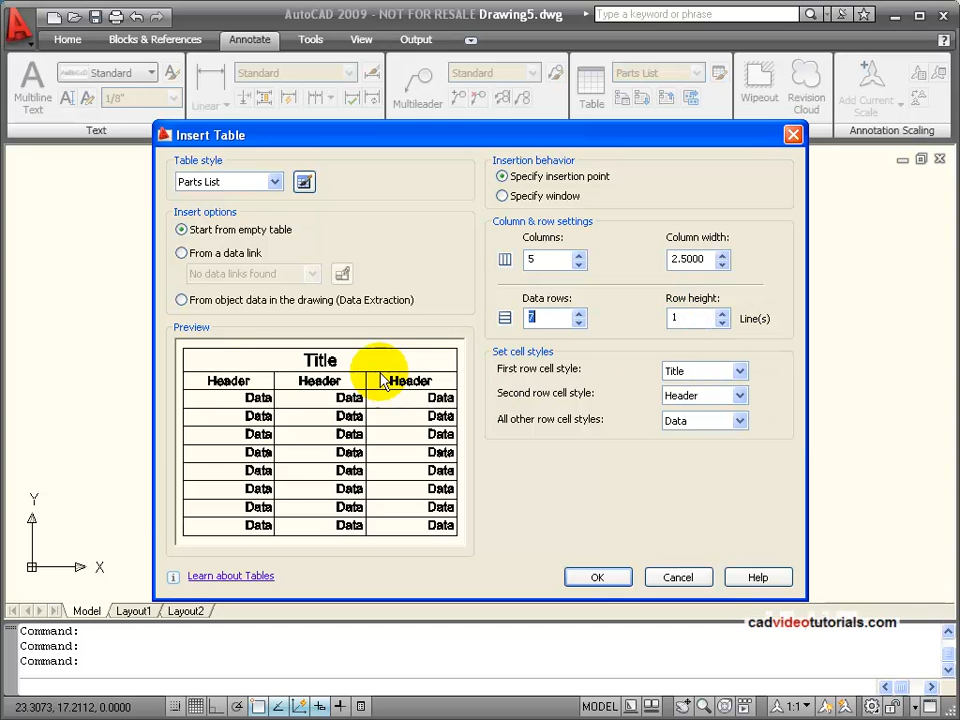 AutoCAD 2009 - NOT FOR RESALE Drawing5.dwg
Type a keyword or phrase
Home Blocks & References Annotate Tools View Output
Multiline Text
Standard
1/8"
Text
Linear
Standard
Multileader
Standard
Table
Parts List
Wipeout
Revision Cloud
Add Current Scale
Annotation Scaling
Insert Table
Table style
Parts List
Insert options
Start from empty table
From a data link
No data links found
From object data in the drawing (Data Extraction)
Preview
Title
Header Header Header
Data Data Data
Data Data Data
Data Data Data
Data Data Data
Data Data Data
Data Data Data
Data Data Data
Data Data Data
Learn about Tables
Insertion behavior
Specify insertion point
Specify window
Column & row settings
Columns: Column width:
5 2.5000
Data rows: Row height:
7 1 Line(s)
Set cell styles
First row cell style: Title
Second row cell style: Header
All other row cell styles: Data
OK Cancel Help
Y
X
Model Layout1 Layout2
cadvideotutorials.com
Command:
Command:
Command:
23.3073, 17.2112, 0.0000
MODEL
1:1